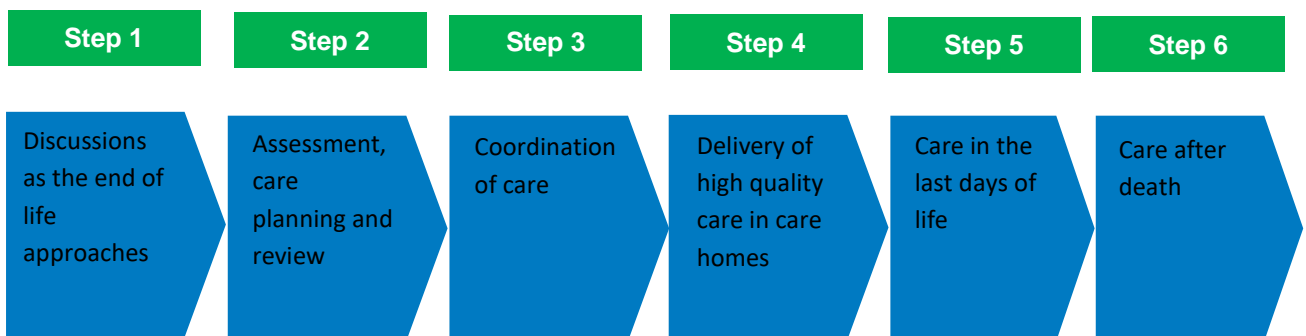 Step 1
Step 2
Step 3
Step 4
Step 5
Step 6
Discussions
as the end of
life
approaches
Assessment,
care
planning and
review
Coordination
of care
Delivery of
high quality
care in care
homes
Care in the
last days of
life
Care after
death